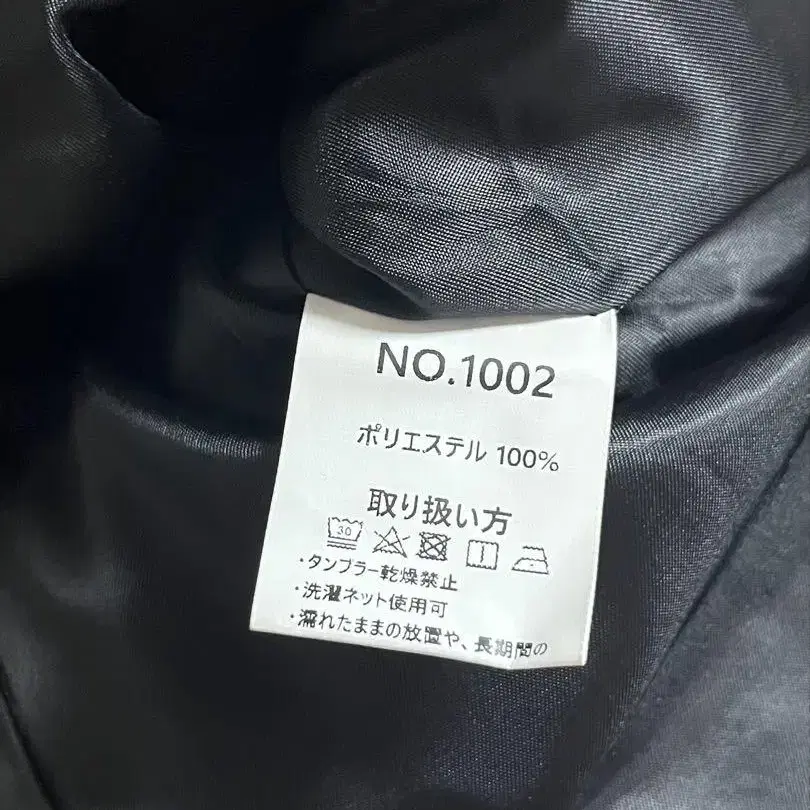 NO.1002
ポリエステル 100%
取り扱い方
30
・タンブラー乾燥禁止
・洗濯ネット使用可
・濡れたままの放置や、長期間の